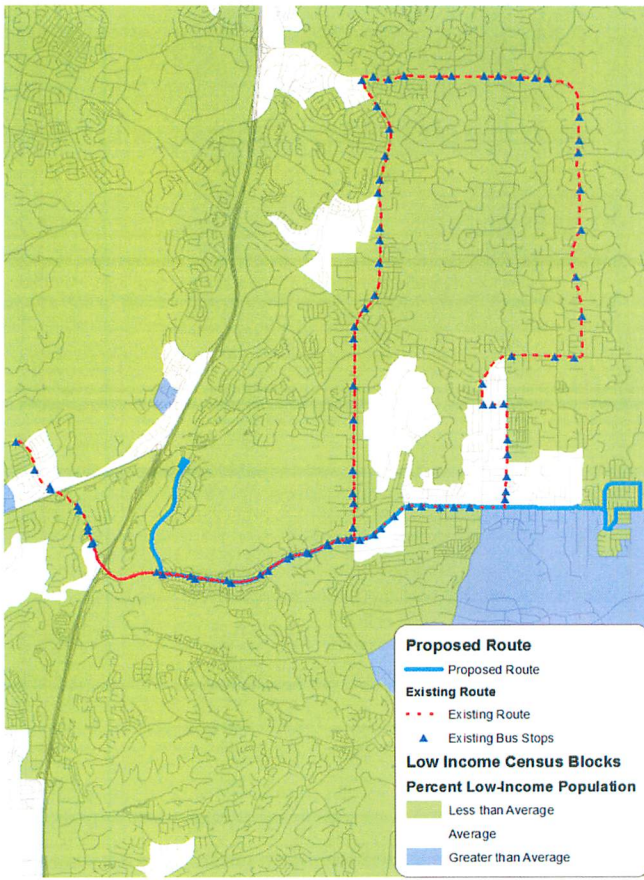 Proposed Route
Proposed Route
Existing Route
Existing Route
Existing Bus Stops
Low Income Census Blocks
Percent Low-Income Population
Less than Average
Average
Greater than Average